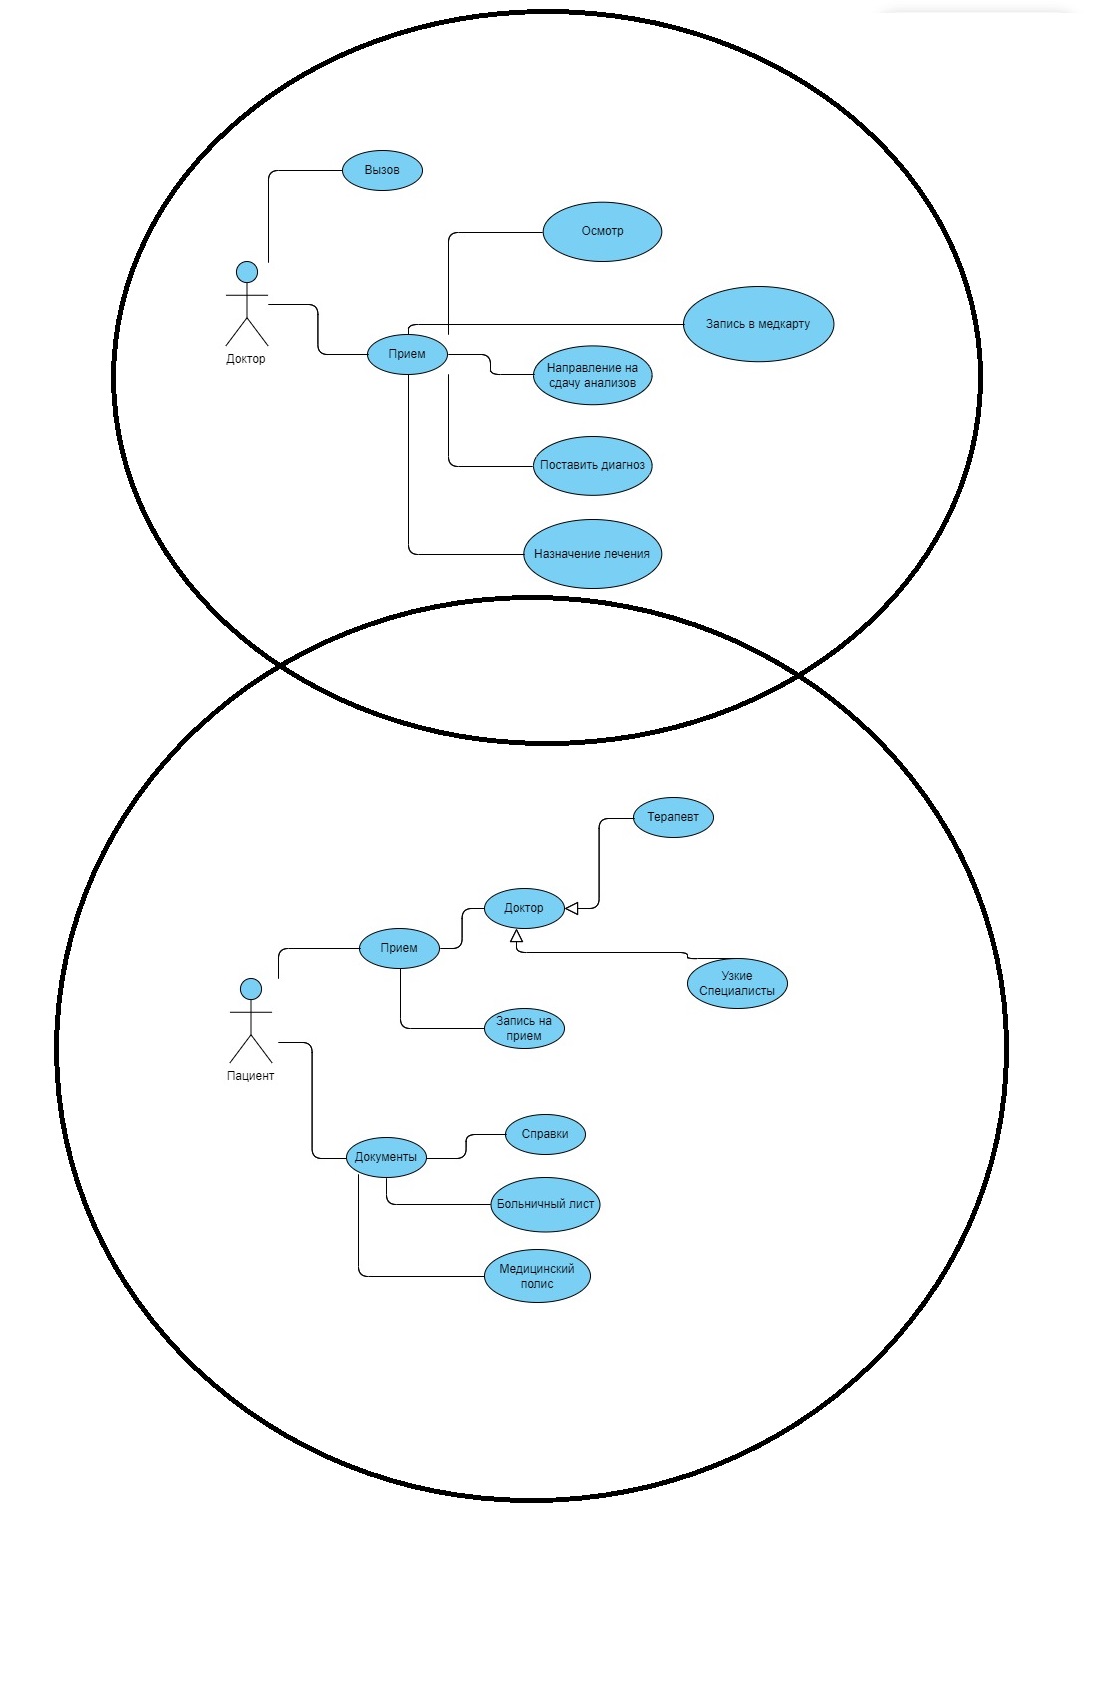 Вызов
Осмотр
Доктор
Прием
Запись в медкарту
Направление на
сдачу анализов
Поставить диагноз
Назначение лечения
Терапевт
Доктор
Прием
Узкие
Специалисты
Запись на
прием
Пациент
Справки
Документы
Больничный лист
Медицинский
полис